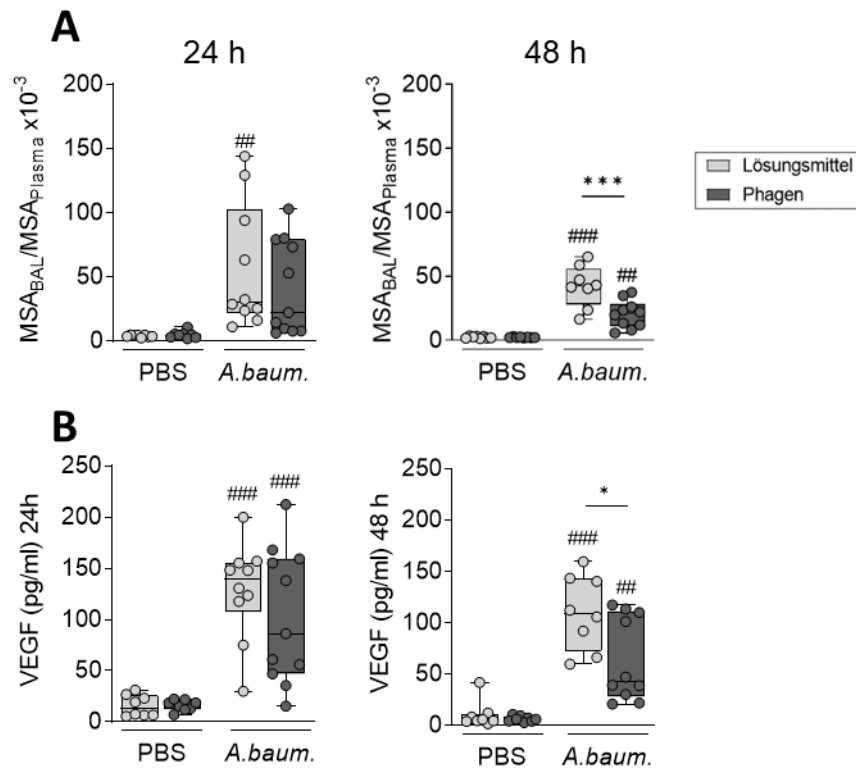 A
24 h
48 h
MSA_BAL/MSA_Plasma x10^-3
200
150
100
50
0
##
PBS
A.baum.
MSA_BAL/MSA_Plasma x10^-3
200
150
100
50
0
***
###
##
PBS
A.baum.
Lösungsmittel
Phagen
B
VEGF (pg/ml) 24h
250
200
150
100
50
0
###
###
PBS
A.baum.
VEGF (pg/ml) 48 h
250
200
150
100
50
0
*
###
##
PBS
A.baum.